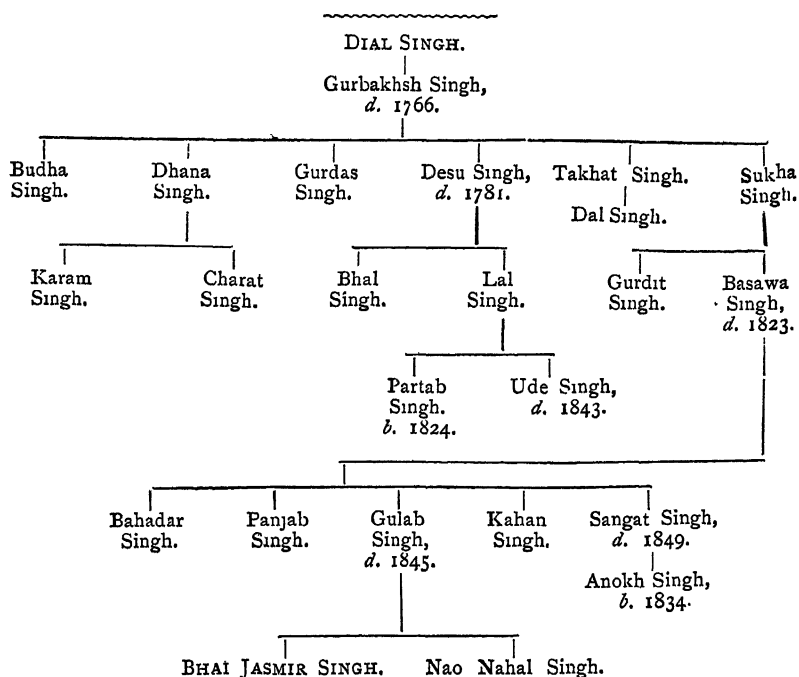 DIAL SINGH.
Gurbakhsh Singh,
d. 1766.
Budha Singh.
Dhana Singh.
Gurdas Singh.
Desu Singh,
d. 1781.
Takhat Singh.
Sukha Singh.
Dal Singh.
Karam Singh.
Charat Singh.
Bhal Singh.
Lal Singh.
Gurdit Singh.
Basawa Singh,
d. 1823.
Partab Singh.
b. 1824.
Ude Singh,
d. 1843.
Bahadar Singh.
Panjab Singh.
Gulab Singh,
d. 1845.
Kahan Singh.
Sangat Singh,
d. 1849.
Anokh Singh,
b. 1834.
BHAI JASMIR SINGH.
Nao Nahal Singh.